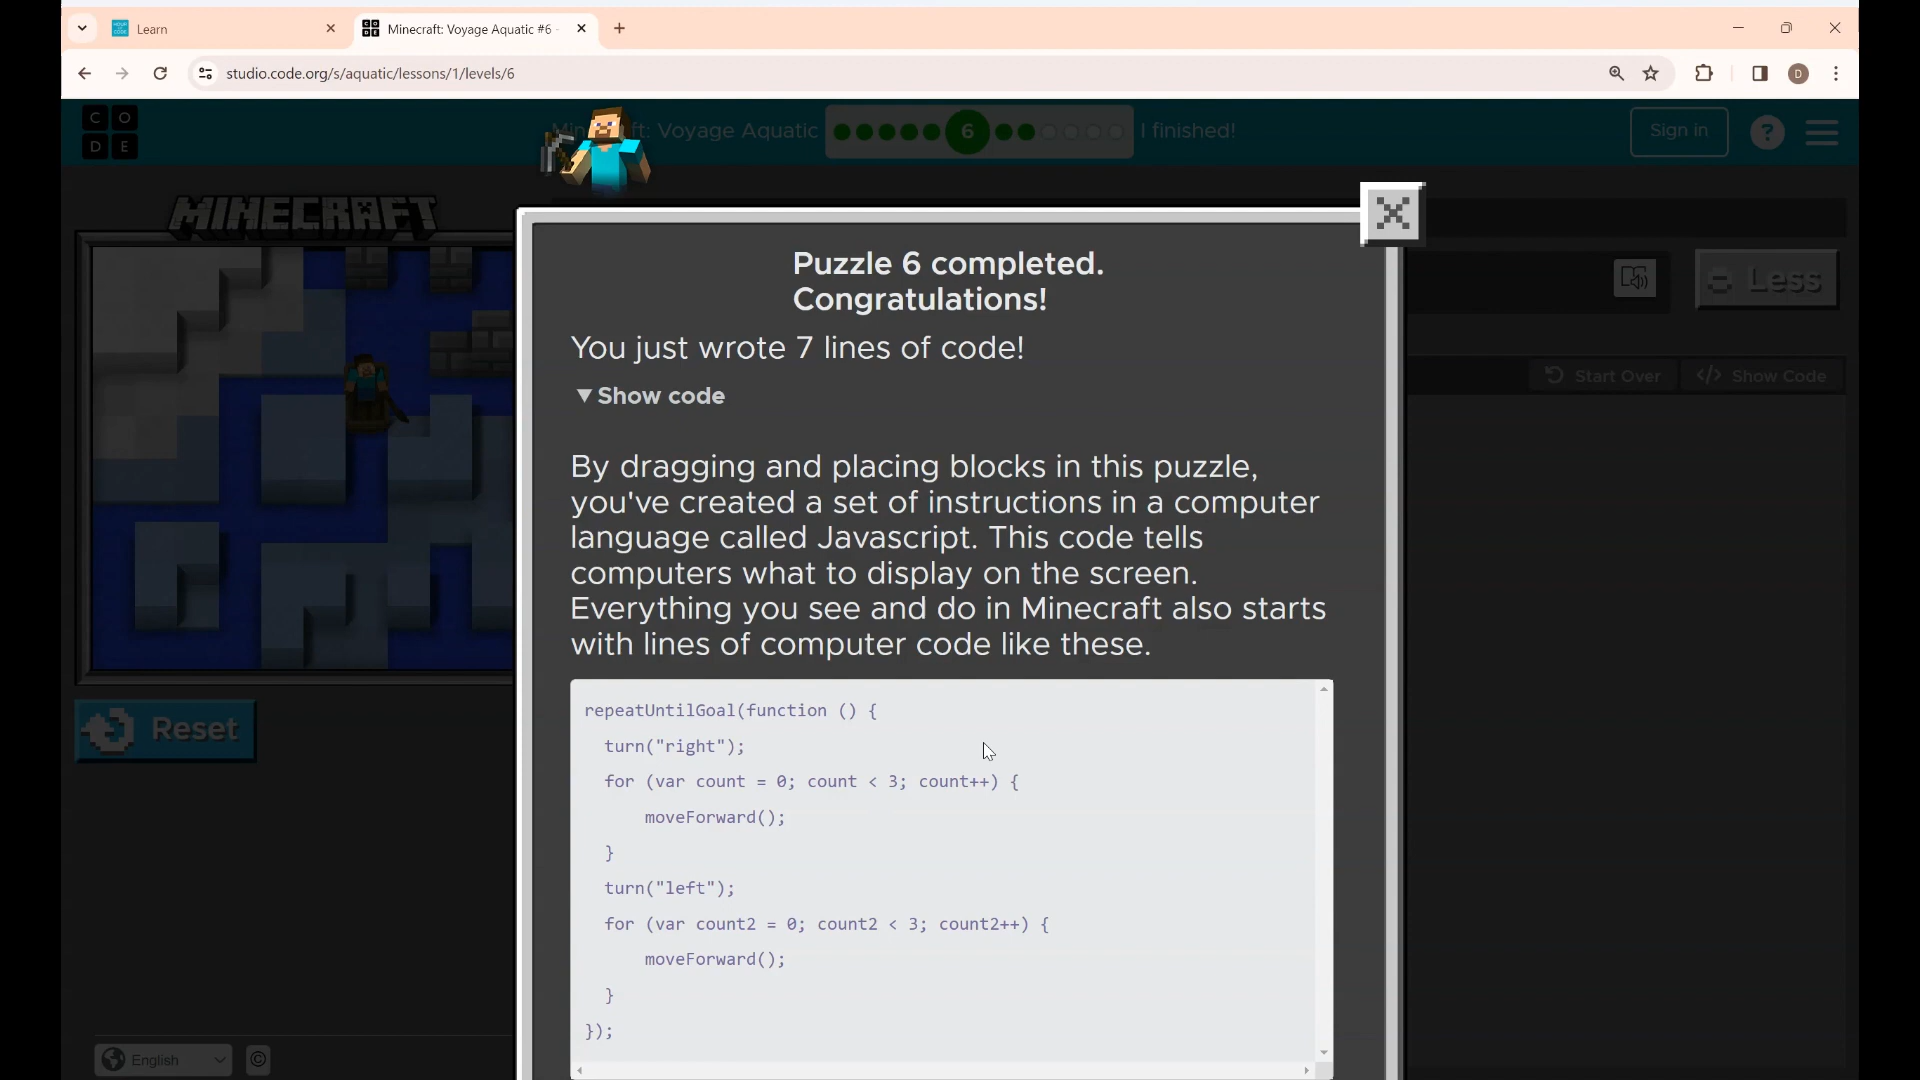 Learn
Minecraft: Voyage Aquatic #6 -
studio.code.org/s/aquatic/lessons/1/levels/6
D
C O
D E
Voyage Aquatic
6
I finished!
Sign in
?
MINECRAFT
Less
Puzzle 6 completed.
Congratulations!
You just wrote 7 lines of code!
Show code
Start Over
</> Show Code
By dragging and placing blocks in this puzzle,
you've created a set of instructions in a computer
language called Javascript. This code tells
computers what to display on the screen.
Everything you see and do in Minecraft also starts
with lines of computer code like these.
Reset
repeatUntilGoal(function () {
turn("right");
for (var count = 0; count < 3; count++) {
moveForward();
}
turn("left");
for (var count2 = 0; count2 < 3; count2++) {
moveForward();
}
});
English
©